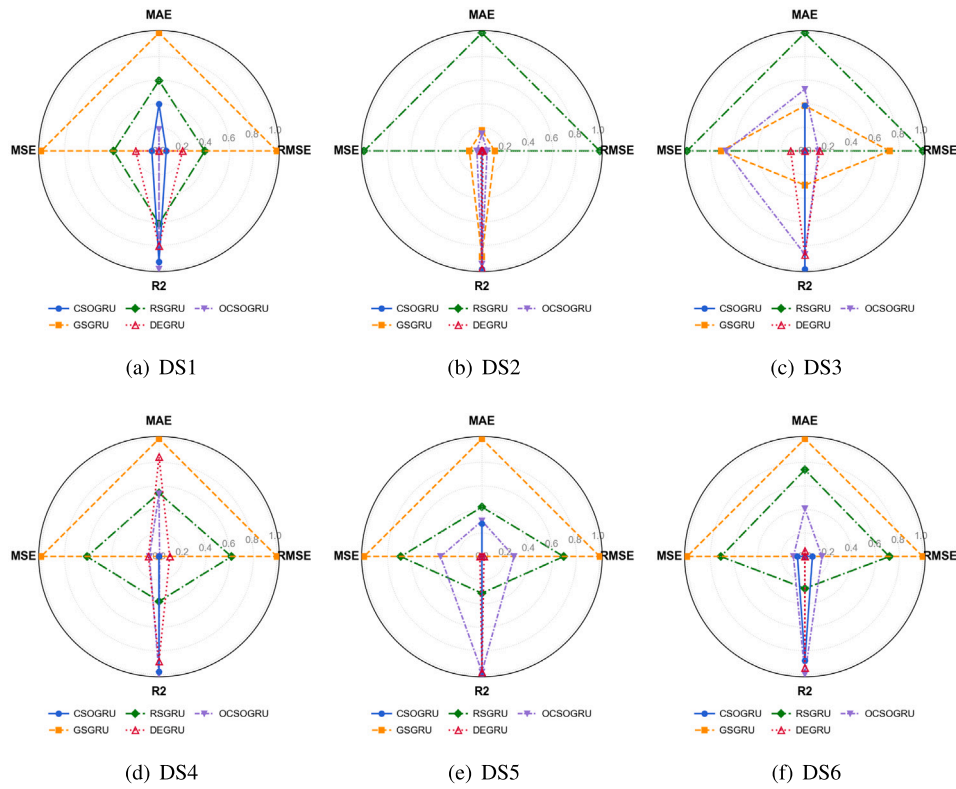 MAE MAE MAE
1.0 1.0 1.0
0.8 0.8 0.8
0.6 0.6 0.6
0.4 0.4 0.4
0.2 0.2 0.2
MSE RMSE MSE RMSE MSE RMSE
R2 R2 R2
CSOGRU RSGRU OCSOGRU CSOGRU RSGRU OCSOGRU CSOGRU RSGRU OCSOGRU
GSGRU DEGRU GSGRU DEGRU GSGRU DEGRU
(a) DS1 (b) DS2 (c) DS3
MAE MAE MAE
1.0 1.0 1.0
0.8 0.8 0.8
0.6 0.6 0.6
0.4 0.4 0.4
0.2 0.2 0.2
MSE RMSE MSE RMSE MSE RMSE
R2 R2 R2
CSOGRU RSGRU OCSOGRU CSOGRU RSGRU OCSOGRU CSOGRU RSGRU OCSOGRU
GSGRU DEGRU GSGRU DEGRU GSGRU DEGRU
(d) DS4 (e) DS5 (f) DS6